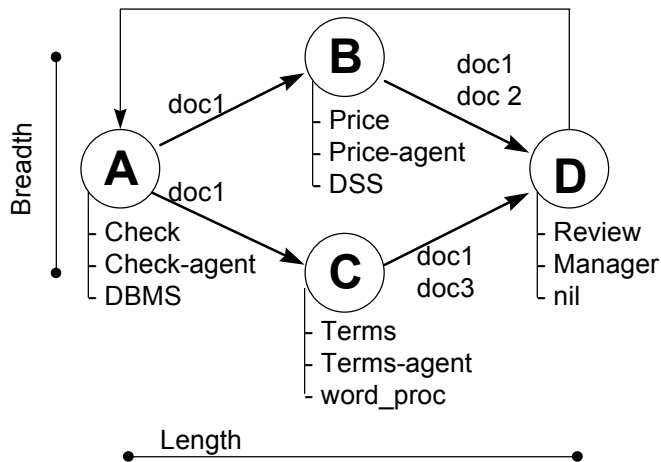 B
doc1
doc1
doc 2
Price
Price-agent
DSS
A
D
Breadth
doc1
Check
Check-agent
DBMS
C
doc1
doc3
Review
Manager
nil
Terms
Terms-agent
word_proc
Length